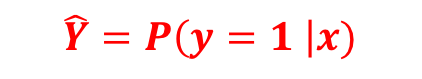 Ŷ = P(y = 1 |x)